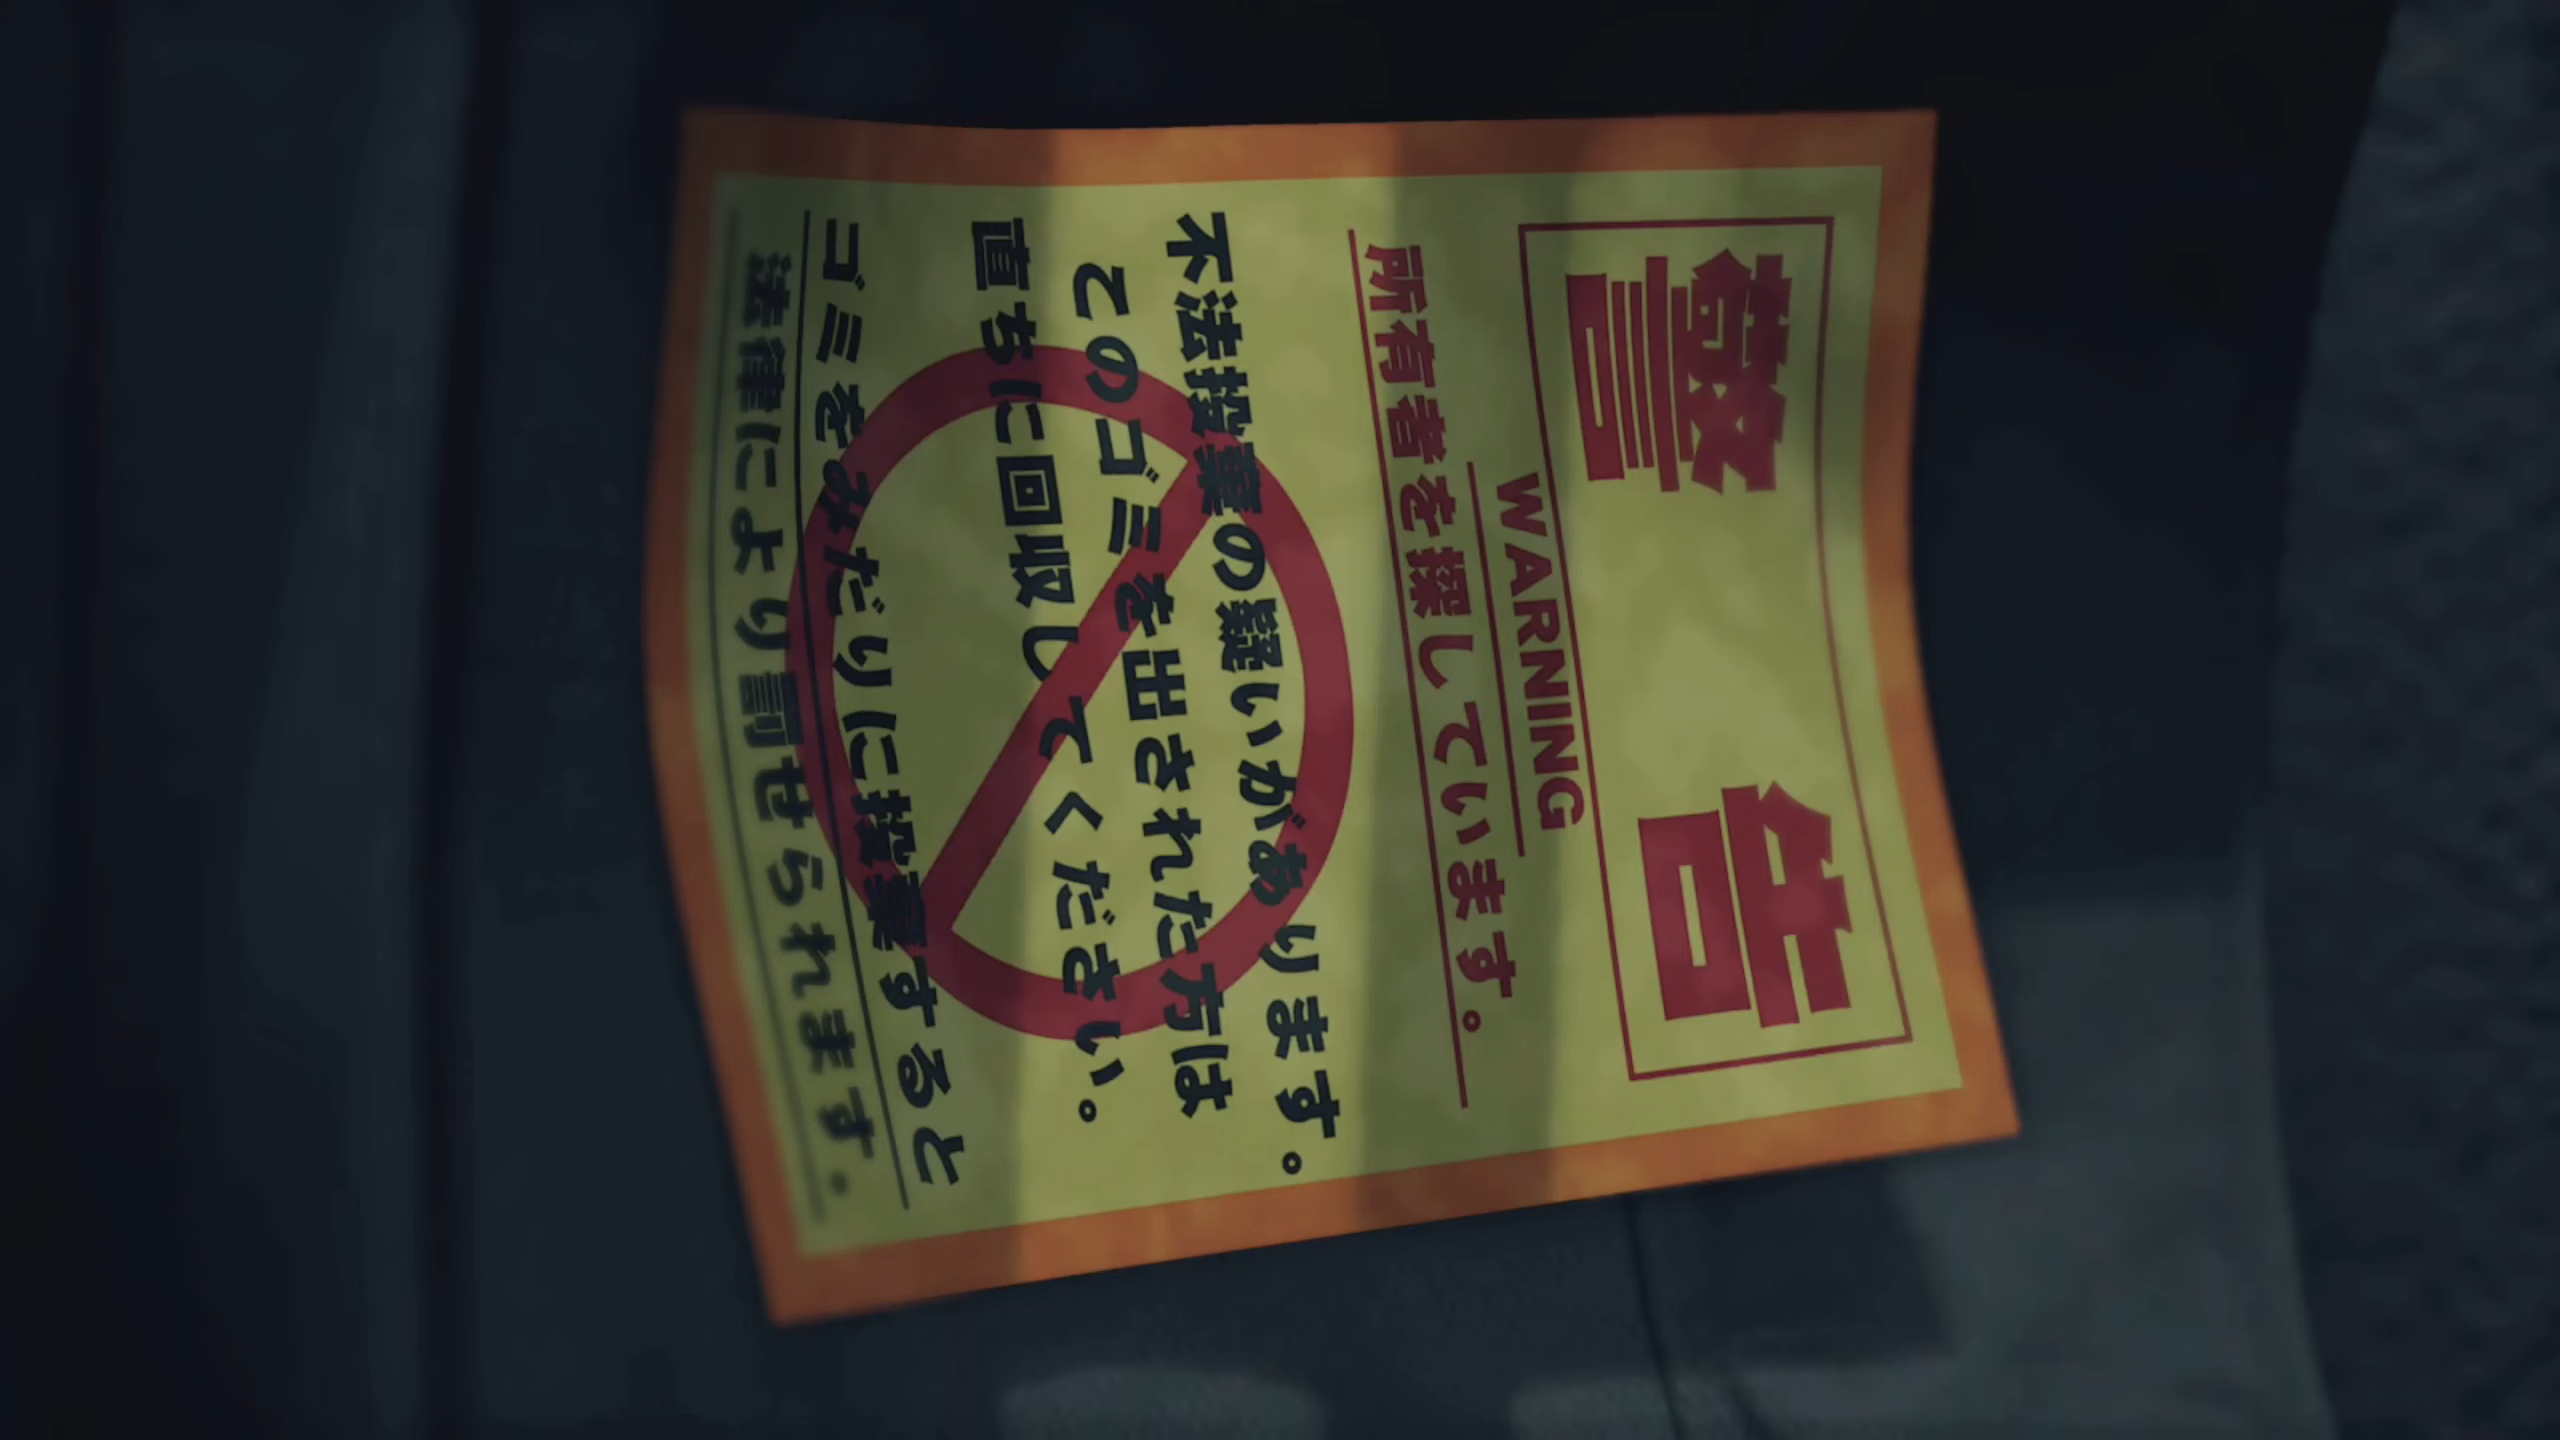 警告
WARNING
所有者を探しています。
不法投棄の疑いがあります。
このゴミを出された方は
直ちに回収してください。
ゴミをみだりに投棄すると
法律により罰せられます。